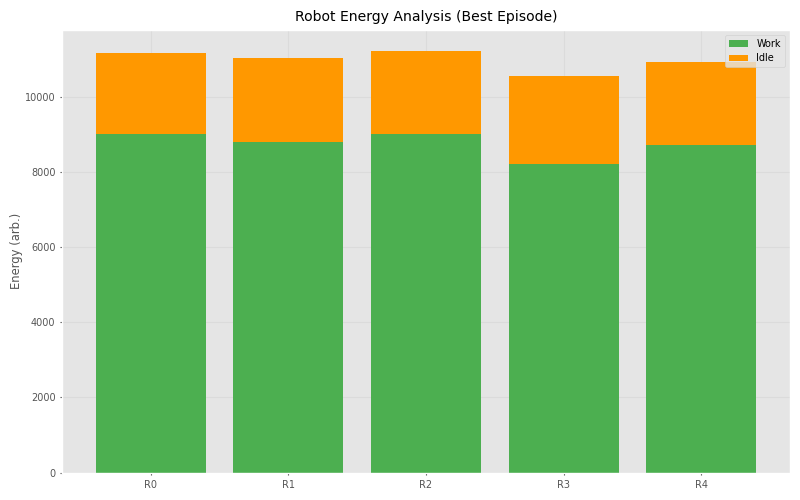 Robot Energy Analysis (Best Episode)
Work
Idle
10000
8000
6000
4000
2000
0
Energy (arb.)
R0 R1 R2 R3 R4